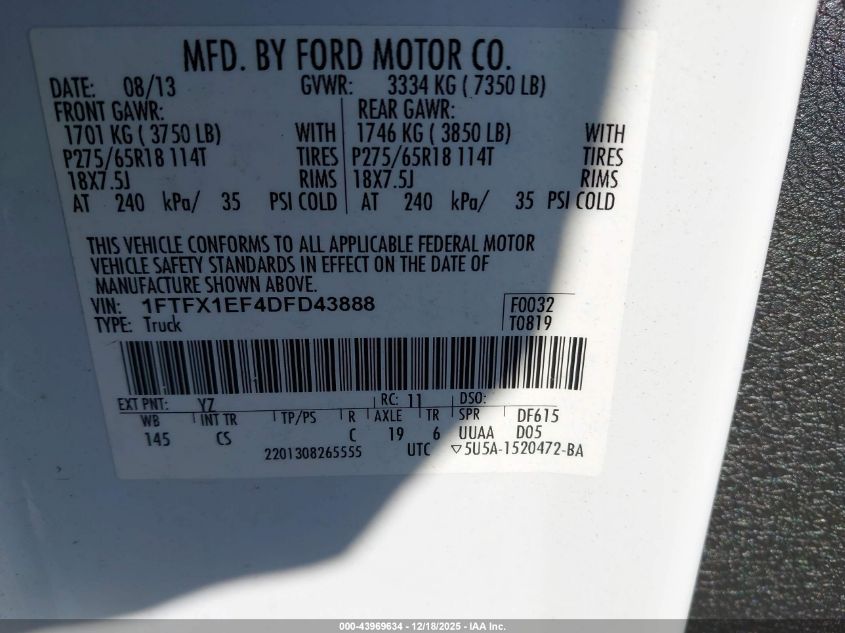 MFD. BY FORD MOTOR CO.
DATE: 08/13 GVWR: 3334 KG ( 7350 LB)
FRONT GAWR: REAR GAWR:
1701 KG ( 3750 LB) WITH 1746 KG ( 3850 LB) WITH
P275/65R18 114T TIRES P275/65R18 114T TIRES
18X7.5J RIMS 18X7.5J RIMS
AT 240 kPa/ 35 PSI COLD AT 240 kPa/ 35 PSI COLD
THIS VEHICLE CONFORMS TO ALL APPLICABLE FEDERAL MOTOR
VEHICLE SAFETY STANDARDS IN EFFECT ON THE DATE OF
MANUFACTURE SHOWN ABOVE.
VIN: 1FTFX1EF4DFD43888 F0032
TYPE: Truck T0819
EXT PNT: YZ RC: 11 DSO:
WB INT TR TP/PS R AXLE TR SPR DF615
145 CS C 19 6 UUAA D05
2201308265555 UTC ▽5U5A-1520472-BA
000-43969634 - 12/18/2025 - IAA Inc.